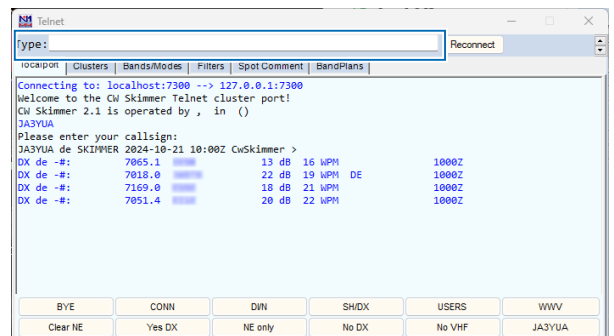 Telnet
Type: Reconnect
localport Clusters Bands/Modes Filters Spot Comment BandPlans
Connecting to: localhost:7300 --> 127.0.0.1:7300
Welcome to the CW Skimmer Telnet cluster port!
CW Skimmer 2.1 is operated by ,  in  ()
JA3YUA
Please enter your callsign:
JA3YUA de SKIMMER 2024-10-21 10:00Z CwSkimmer >
DX de -#: 7065.1 13 dB 16 WPM 1000Z
DX de -#: 7018.0 22 dB 19 WPM DE 1000Z
DX de -#: 7169.0 18 dB 21 WPM 1000Z
DX de -#: 7051.4 20 dB 22 WPM 1000Z
BYE CONN DI/N SH/DX USERS WWV
Clear NE Yes DX NE only No DX No VHF JA3YUA